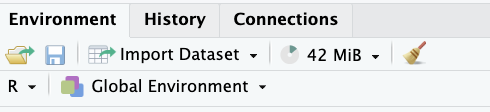 Environment History Connections
Import Dataset 42 MiB
R Global Environment